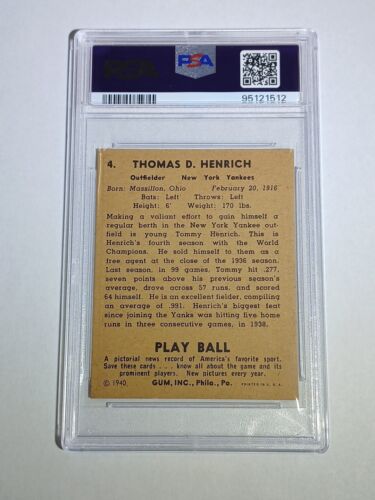 PSA
PSA
95121512
4. THOMAS D. HENRICH
Outfielder New York Yankees
Born: Massillon, Ohio February 20, 1916
Bats: Left Throws: Left
Height: 6' Weight: 170 lbs.
Making a valiant effort to gain himself a
regular berth in the New York Yankee out-
field is young Tommy Henrich. This is
Henrich's fourth season with the World
Champions. He sold himself to them as a
free agent at the close of the 1936 season.
Last season, in 99 games, Tommy hit .277,
seven points above his previous season's
average, drove across 57 runs, and scored
64 himself. He is an excellent fielder, compiling
an average of .991. Henrich's biggest feat
since joining the Yanks was hitting five home
runs in three consecutive games, in 1938.
PLAY BALL
A pictorial news record of America's favorite sport.
Save these cards . . . know all about the game and its
prominent players. New pictures every year.
© 1940 GUM, INC., Phila., Pa. PRINTED IN U. S. A.